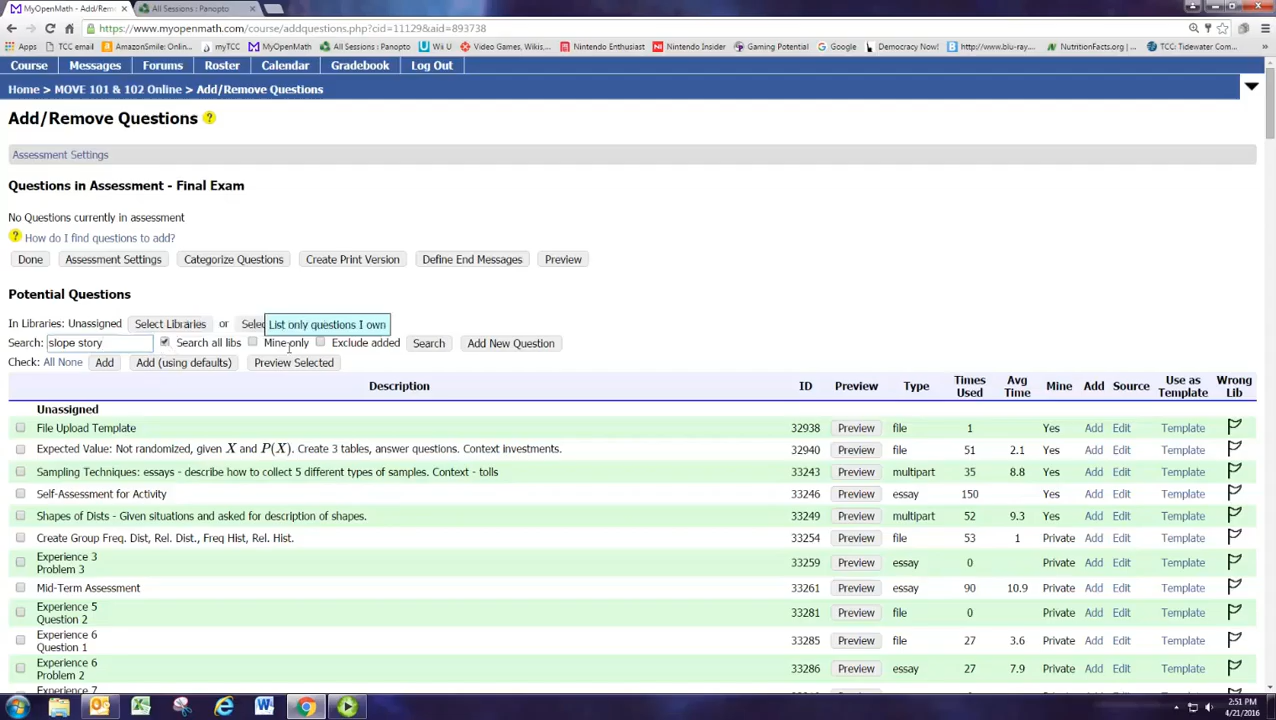 MyOpenMath - Add/Remo
All Sessions : Panopto
https://www.myopenmath.com/course/addquestions.php?cid=11129&aid=893738
Apps TCC email AmazonSmile: Onlin... myTCC MyOpenMath All Sessions : Panopto Wii U Video Games, Wikis,... Nintendo Enthusiast Nintendo Insider Gaming Potential Google Democracy Now! http://www.blu-ray... NutritionFacts.org |... TCC: Tidewater Com...
Course Messages Forums Roster Calendar Gradebook Log Out
Home > MOVE 101 & 102 Online > Add/Remove Questions
Add/Remove Questions ?
Assessment Settings
Questions in Assessment - Final Exam
No Questions currently in assessment
? How do I find questions to add?
Done Assessment Settings Categorize Questions Create Print Version Define End Messages Preview
Potential Questions
In Libraries: Unassigned Select Libraries or Selec List only questions I own
Search: slope story Search all libs Mine only Exclude added Search Add New Question
Check: All None Add Add (using defaults) Preview Selected
Description ID Preview Type Times Used Avg Time Mine Add Source Use as Template Wrong Lib
Unassigned
File Upload Template 32938 Preview file 1 Yes Add Edit Template
Expected Value: Not randomized, given X and P(X). Create 3 tables, answer questions. Context investments. 32940 Preview file 51 2.1 Yes Add Edit Template
Sampling Techniques: essays - describe how to collect 5 different types of samples. Context - tolls 33243 Preview multipart 35 8.8 Yes Add Edit Template
Self-Assessment for Activity 33246 Preview essay 150 Yes Add Edit Template
Shapes of Dists - Given situations and asked for description of shapes. 33249 Preview multipart 52 9.3 Yes Add Edit Template
Create Group Freq. Dist, Rel. Dist., Freq Hist, Rel. Hist. 33254 Preview file 53 1 Private Add Edit Template
Experience 3
Problem 3 33259 Preview essay 0 Private Add Edit Template
Mid-Term Assessment 33261 Preview essay 90 10.9 Private Add Edit Template
Experience 5
Question 2 33281 Preview file 0 Private Add Edit Template
Experience 6
Question 1 33285 Preview file 27 3.6 Private Add Edit Template
Experience 6
Problem 2 33286 Preview essay 27 7.9 Private Add Edit Template
Experience 7
2:51 PM
4/21/2016